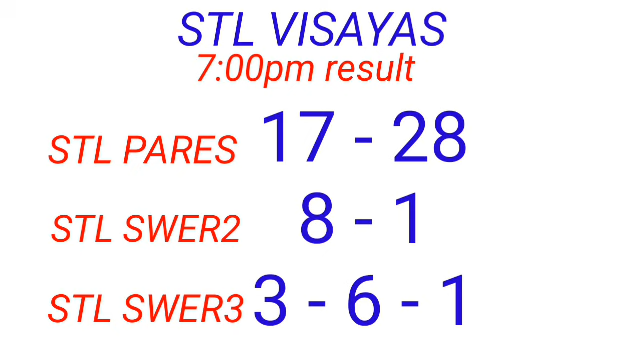 STL VISAYAS
7:00pm result
STL PARES 17 - 28
STL SWER2 8 - 1
STL SWER3 3 - 6 - 1